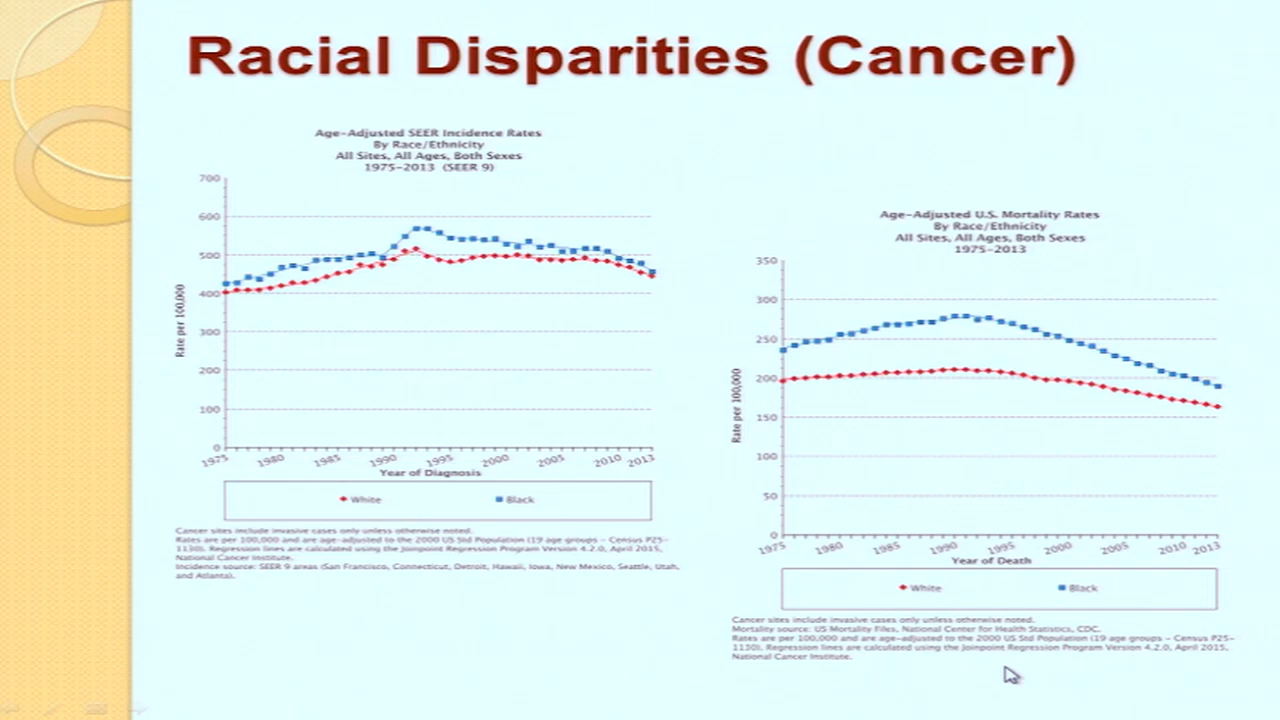 Racial Disparities (Cancer)
Age-Adjusted SEER Incidence Rates
By Race/Ethnicity
All Sites, All Ages, Both Sexes
1975-2013 (SEER 9)
700
600
500
400
300
200
100
0
Rate per 100,000
1975 1980 1985 1990 1995 2000 2005 2010 2013
Year of Diagnosis
White Black
Cancer sites include invasive cases only unless otherwise noted.
Rates are per 100,000 and are age-adjusted to the 2000 US Std Population (19 age groups - Census P25-
1130). Regression lines are calculated using the Joinpoint Regression Program Version 4.2.0, April 2015,
National Cancer Institute.
Incidence source: SEER 9 areas (San Francisco, Connecticut, Detroit, Hawaii, Iowa, New Mexico, Seattle, Utah,
and Atlanta).
Age-Adjusted U.S. Mortality Rates
By Race/Ethnicity
All Sites, All Ages, Both Sexes
1975-2013
350
300
250
200
150
100
50
0
Rate per 100,000
1975 1980 1985 1990 1995 2000 2005 2010 2013
Year of Death
White Black
Cancer sites include invasive cases only unless otherwise noted.
Mortality source: US Mortality Files, National Center for Health Statistics, CDC.
Rates are per 100,000 and are age-adjusted to the 2000 US Std Population (19 age groups - Census P25-
1130). Regression lines are calculated using the Joinpoint Regression Program Version 4.2.0, April 2015,
National Cancer Institute.